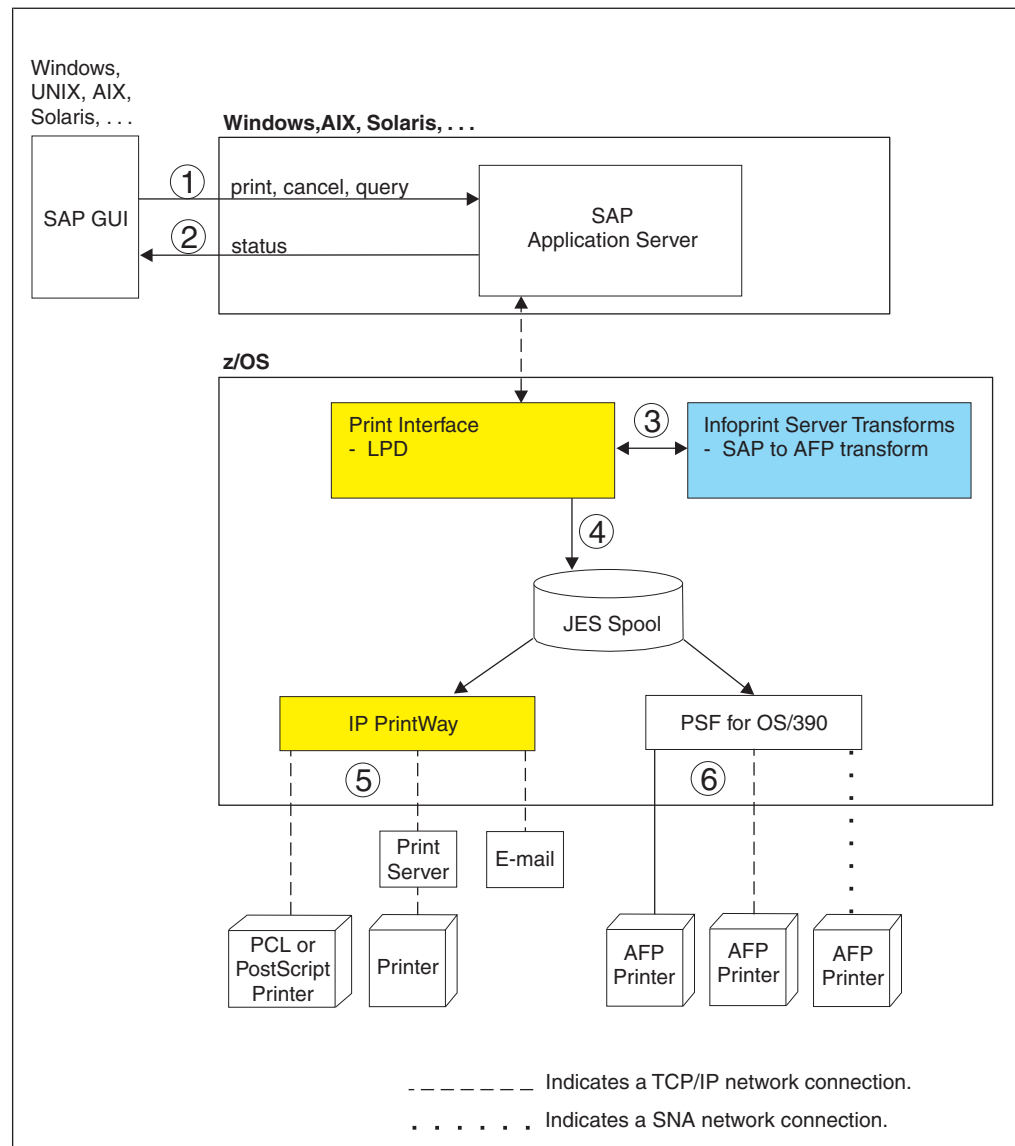 Windows,
UNIX, AIX,
Solaris, . . .
Windows,AIX, Solaris, . . .
SAP GUI
1
print, cancel, query
2
status
SAP
Application Server
z/OS
Print Interface
- LPD
3
Infoprint Server Transforms
- SAP to AFP transform
4
JES Spool
IP PrintWay
PSF for OS/390
5
6
Print
Server
E-mail
PCL or
PostScript
Printer
Printer
AFP
Printer
AFP
Printer
AFP
Printer
Indicates a TCP/IP network connection.
Indicates a SNA network connection.